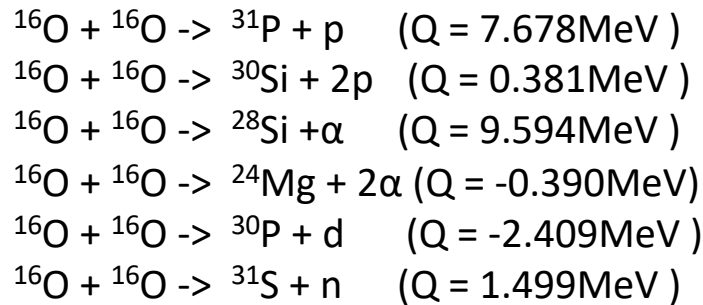 ¹⁶O + ¹⁶O -> ³¹P + p (Q = 7.678MeV )
¹⁶O + ¹⁶O -> ³⁰Si + 2p (Q = 0.381MeV )
¹⁶O + ¹⁶O -> ²⁸Si +α (Q = 9.594MeV )
¹⁶O + ¹⁶O -> ²⁴Mg + 2α (Q = -0.390MeV)
¹⁶O + ¹⁶O -> ³⁰P + d (Q = -2.409MeV )
¹⁶O + ¹⁶O -> ³¹S + n (Q = 1.499MeV )